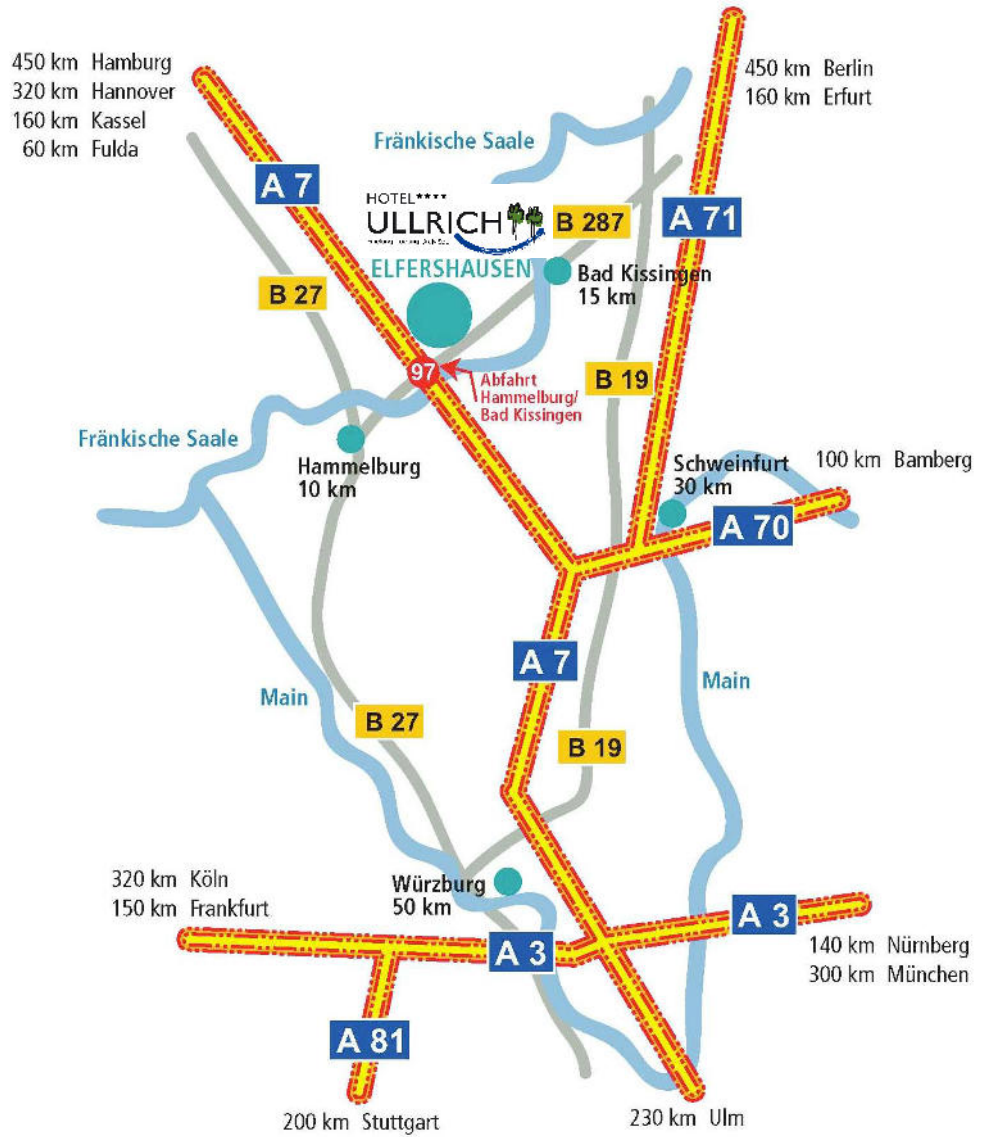 450 km Hamburg
320 km Hannover
160 km Kassel
60 km Fulda
450 km Berlin
160 km Erfurt
Fränkische Saale
A 7
HOTEL****
ULLRICH
B 287
A 71
ELFERSHAUSEN
Bad Kissingen
15 km
B 27
97
Abfahrt
Hammelburg/
Bad Kissingen
B 19
Fränkische Saale
Hammelburg
10 km
Schweinfurt
30 km
100 km Bamberg
A 70
A 7
Main
Main
B 27
B 19
320 km Köln
150 km Frankfurt
Würzburg
50 km
A 3
A 3
140 km Nürnberg
300 km München
A 81
200 km Stuttgart
230 km Ulm